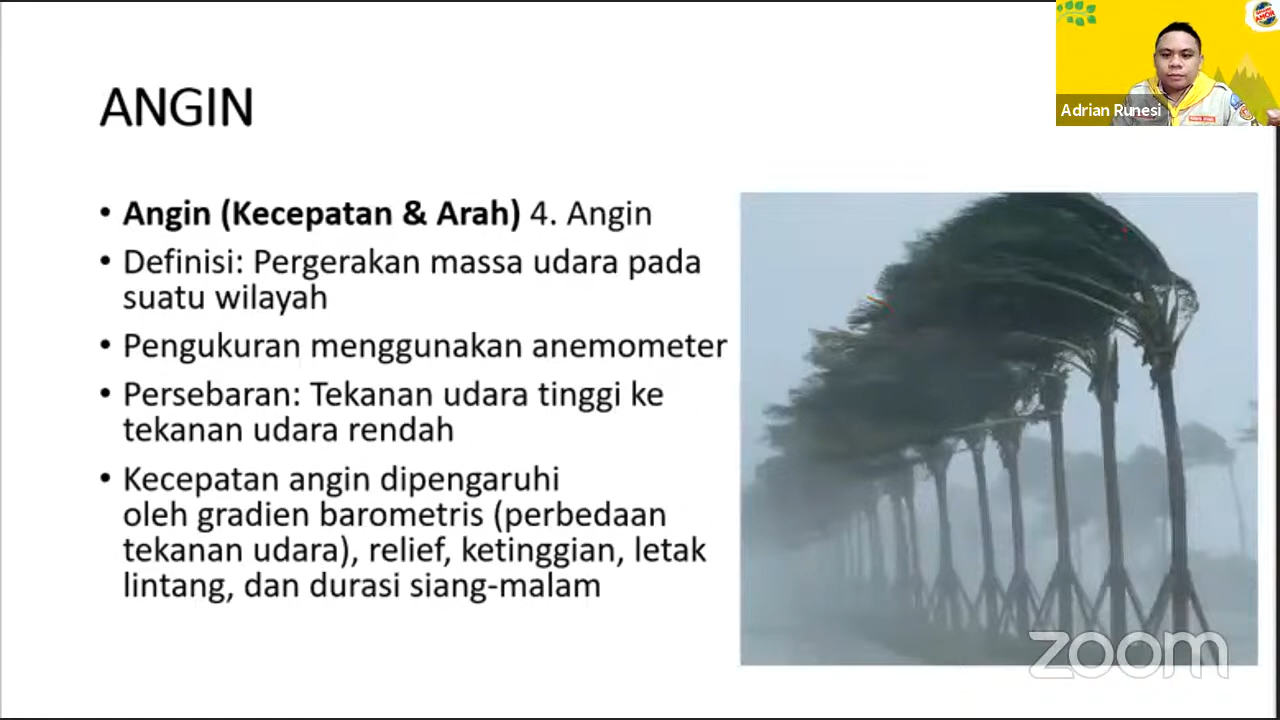 ANGIN
Adrian Runesi
• Angin (Kecepatan & Arah) 4. Angin
• Definisi: Pergerakan massa udara pada
suatu wilayah
• Pengukuran menggunakan anemometer
• Persebaran: Tekanan udara tinggi ke
tekanan udara rendah
• Kecepatan angin dipengaruhi
oleh gradien barometris (perbedaan
tekanan udara), relief, ketinggian, letak
lintang, dan durasi siang-malam
zoom